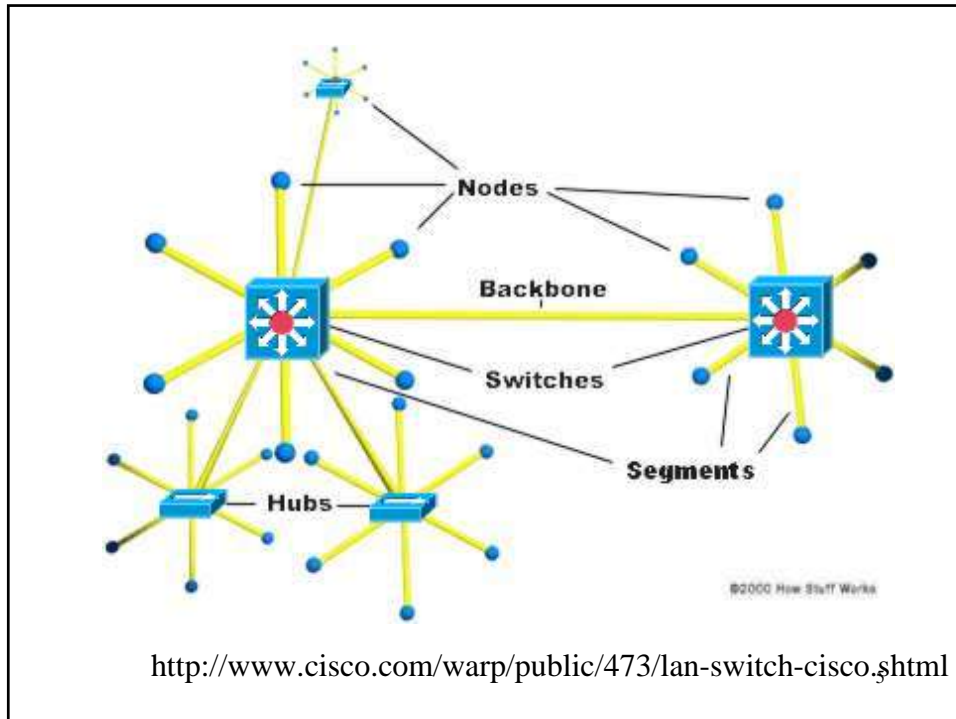 Nodes
Backbone
Switches
Segments
Hubs
©2000 How Stuff Works
http://www.cisco.com/warp/public/473/lan-switch-cisco.shtml